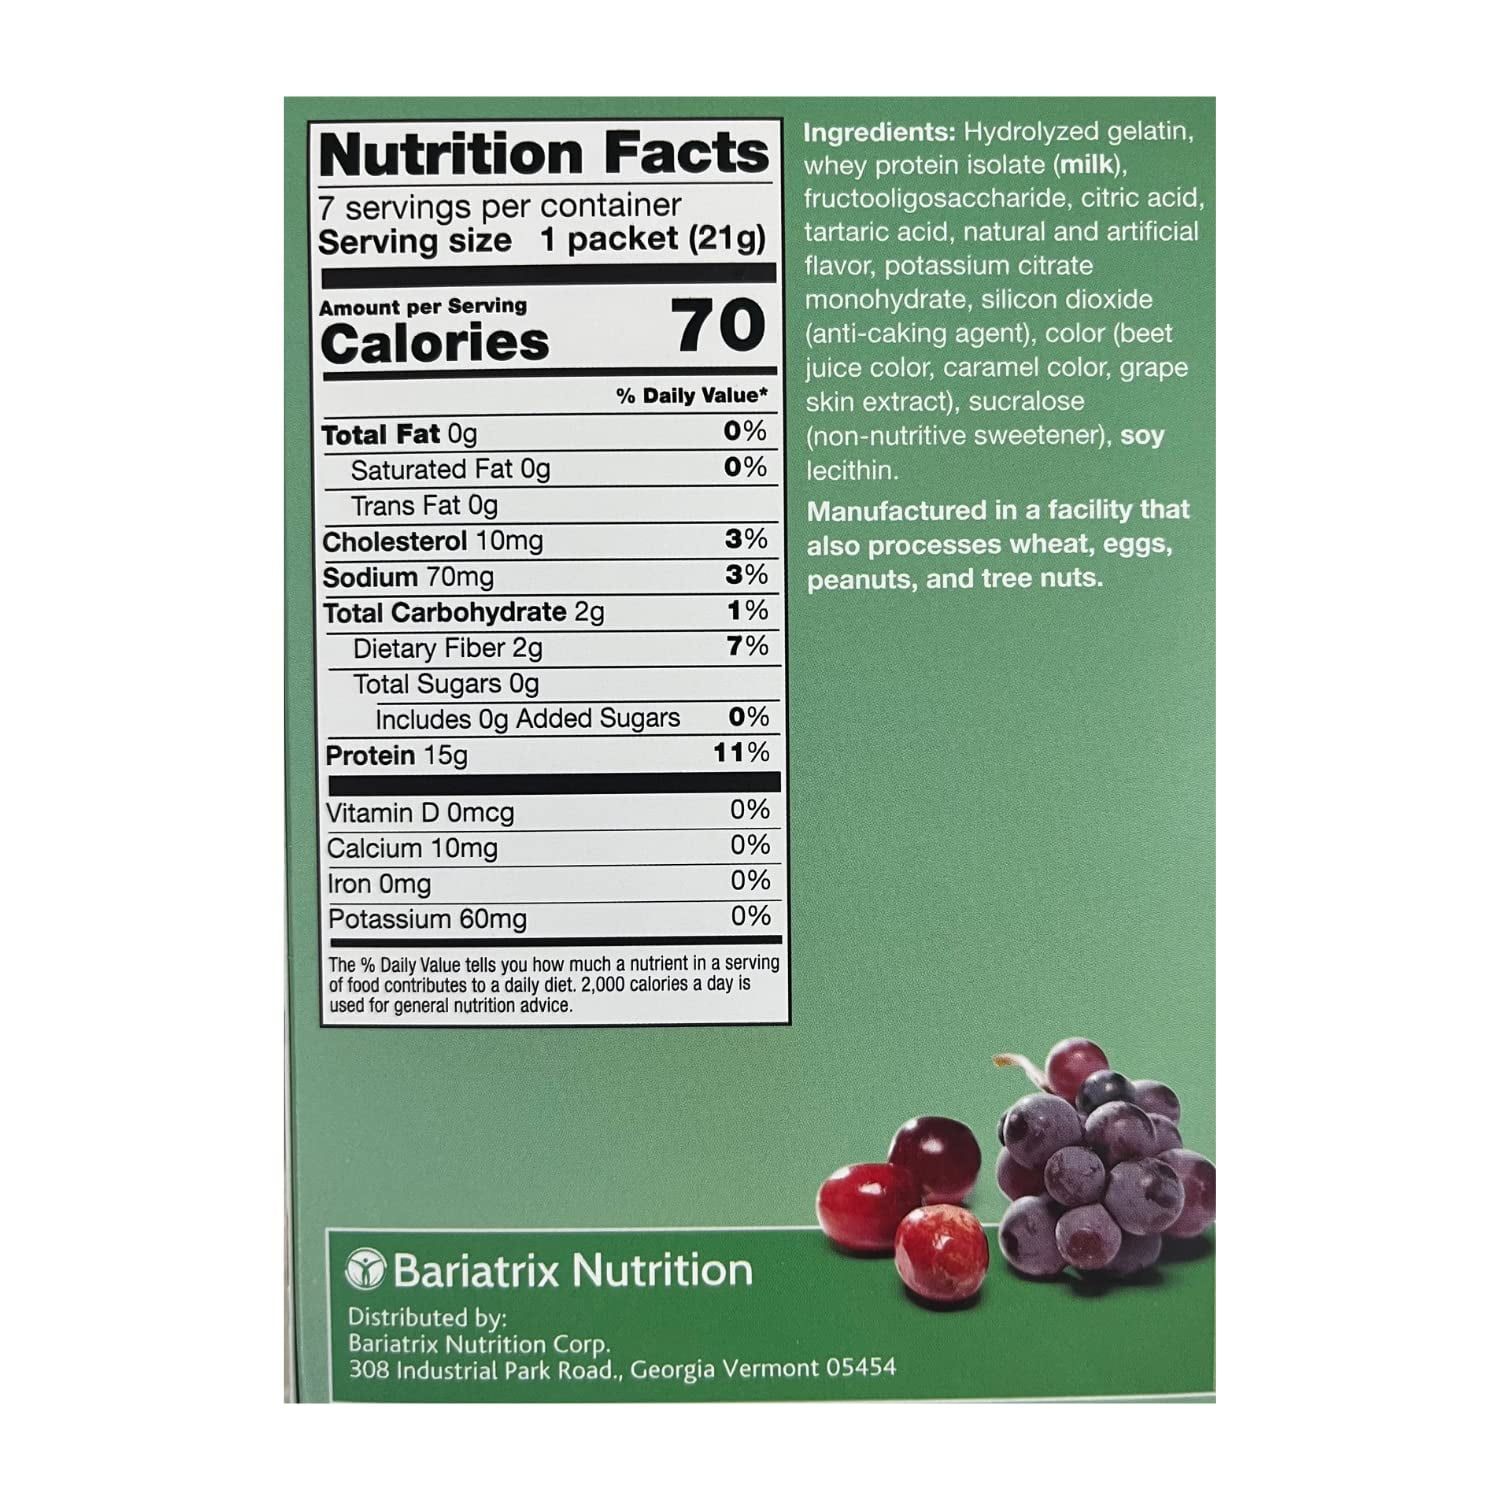 Nutrition Facts
7 servings per container
Serving size 1 packet (21g)
Amount per Serving
Calories 70
% Daily Value*
Total Fat 0g 0%
Saturated Fat 0g 0%
Trans Fat 0g
Cholesterol 10mg 3%
Sodium 70mg 3%
Total Carbohydrate 2g 1%
Dietary Fiber 2g 7%
Total Sugars 0g
Includes 0g Added Sugars 0%
Protein 15g 11%
Vitamin D 0mcg 0%
Calcium 10mg 0%
Iron 0mg 0%
Potassium 60mg 0%
The % Daily Value tells you how much a nutrient in a serving
of food contributes to a daily diet. 2,000 calories a day is
used for general nutrition advice.
Ingredients: Hydrolyzed gelatin,
whey protein isolate (milk),
fructooligosaccharide, citric acid,
tartaric acid, natural and artificial
flavor, potassium citrate
monohydrate, silicon dioxide
(anti-caking agent), color (beet
juice color, caramel color, grape
skin extract), sucralose
(non-nutritive sweetener), soy
lecithin.
Manufactured in a facility that
also processes wheat, eggs,
peanuts, and tree nuts.
Bariatrix Nutrition
Distributed by:
Bariatrix Nutrition Corp.
308 Industrial Park Road., Georgia Vermont 05454